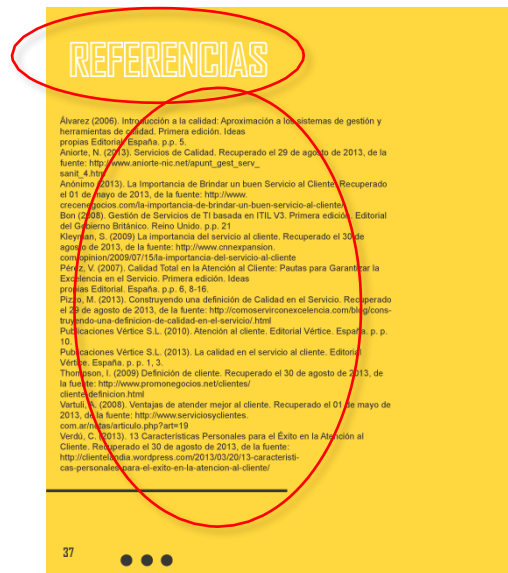 REFERENCIAS
Álvarez (2006). Introducción a la calidad: Aproximación a los sistemas de gestión y
herramientas de calidad. Primera edición. Ideas
propias Editorial. España. p.p. 5.
Aniorte, N. (2013). Servicios de Calidad. Recuperado el 29 de agosto de 2013, de la
fuente: http://www.aniorte-nic.net/apunt_gest_serv_
sanit_4.htm
Anónimo (2013). La Importancia de Brindar un buen Servicio al Cliente. Recuperado
el 01 de mayo de 2013, de la fuente: http://www.
crecenegocios.com/la-importancia-de-brindar-un-buen-servicio-al-cliente/
Bon (2008). Gestión de Servicios de TI basada en ITIL V3. Primera edición. Editorial
del Gobierno Británico. Reino Unido. p.p. 21
Kleyman, S. (2009) La importancia del servicio al cliente. Recuperado el 30 de
agosto de 2013, de la fuente: http://www.cnnexpansion.
com/opinion/2009/07/15/la-importancia-del-servicio-al-cliente
Pérez, V. (2007). Calidad Total en la Atención al Cliente: Pautas para Garantizar la
Excelencia en el Servicio. Primera edición. Ideas
propias Editorial. España. p.p. 6, 8-16.
Pizzo, M. (2013). Construyendo una definición de Calidad en el Servicio. Recuperado
el 29 de agosto de 2013, de la fuente: http://comoservirconexcelencia.com/blog/cons-
truyendo-una-definicion-de-calidad-en-el-servicio/.html
Publicaciones Vértice S.L. (2010). Atención al cliente. Editorial Vértice. España. p. p.
10.
Publicaciones Vértice S.L. (2013). La calidad en el servicio al cliente. Editorial
Vértice. España. p. p. 1, 3.
Thompson, I. (2009) Definición de cliente. Recuperado el 30 de agosto de 2013, de
la fuente: http://www.promonegocios.net/clientes/
cliente-definicion.html
Vartuli, A. (2008). Ventajas de atender mejor al cliente. Recuperado el 01 de mayo de
2013, de la fuente: http://www.serviciosyclientes.
com.ar/notas/articulo.php?art=19
Verdú, C. (2013). 13 Características Personales para el Éxito en la Atención al
Cliente. Recuperado el 30 de agosto de 2013, de la fuente:
http://clientelandia.wordpress.com/2013/03/20/13-caracteristi-
cas-personales-para-el-exito-en-la-atencion-al-cliente/
37